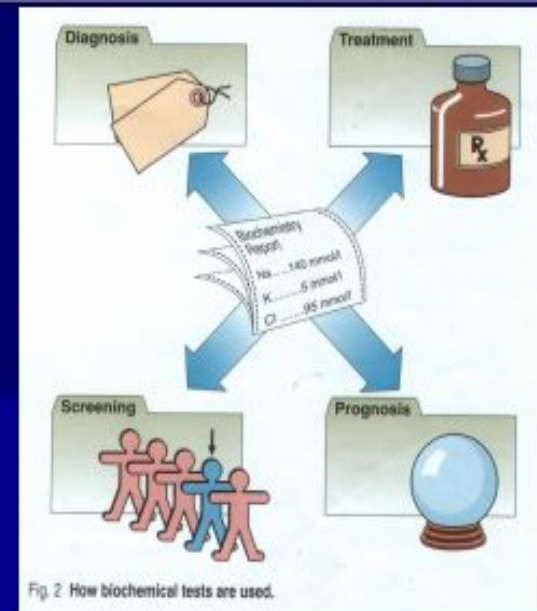 Diagnosis
Treatment
Rx
Biochemistry
Report
Na.....140 mmol/l
K.........5 mmol/l
Cl ........95 mmol/l
Screening
Prognosis
Fig. 2 How biochemical tests are used.